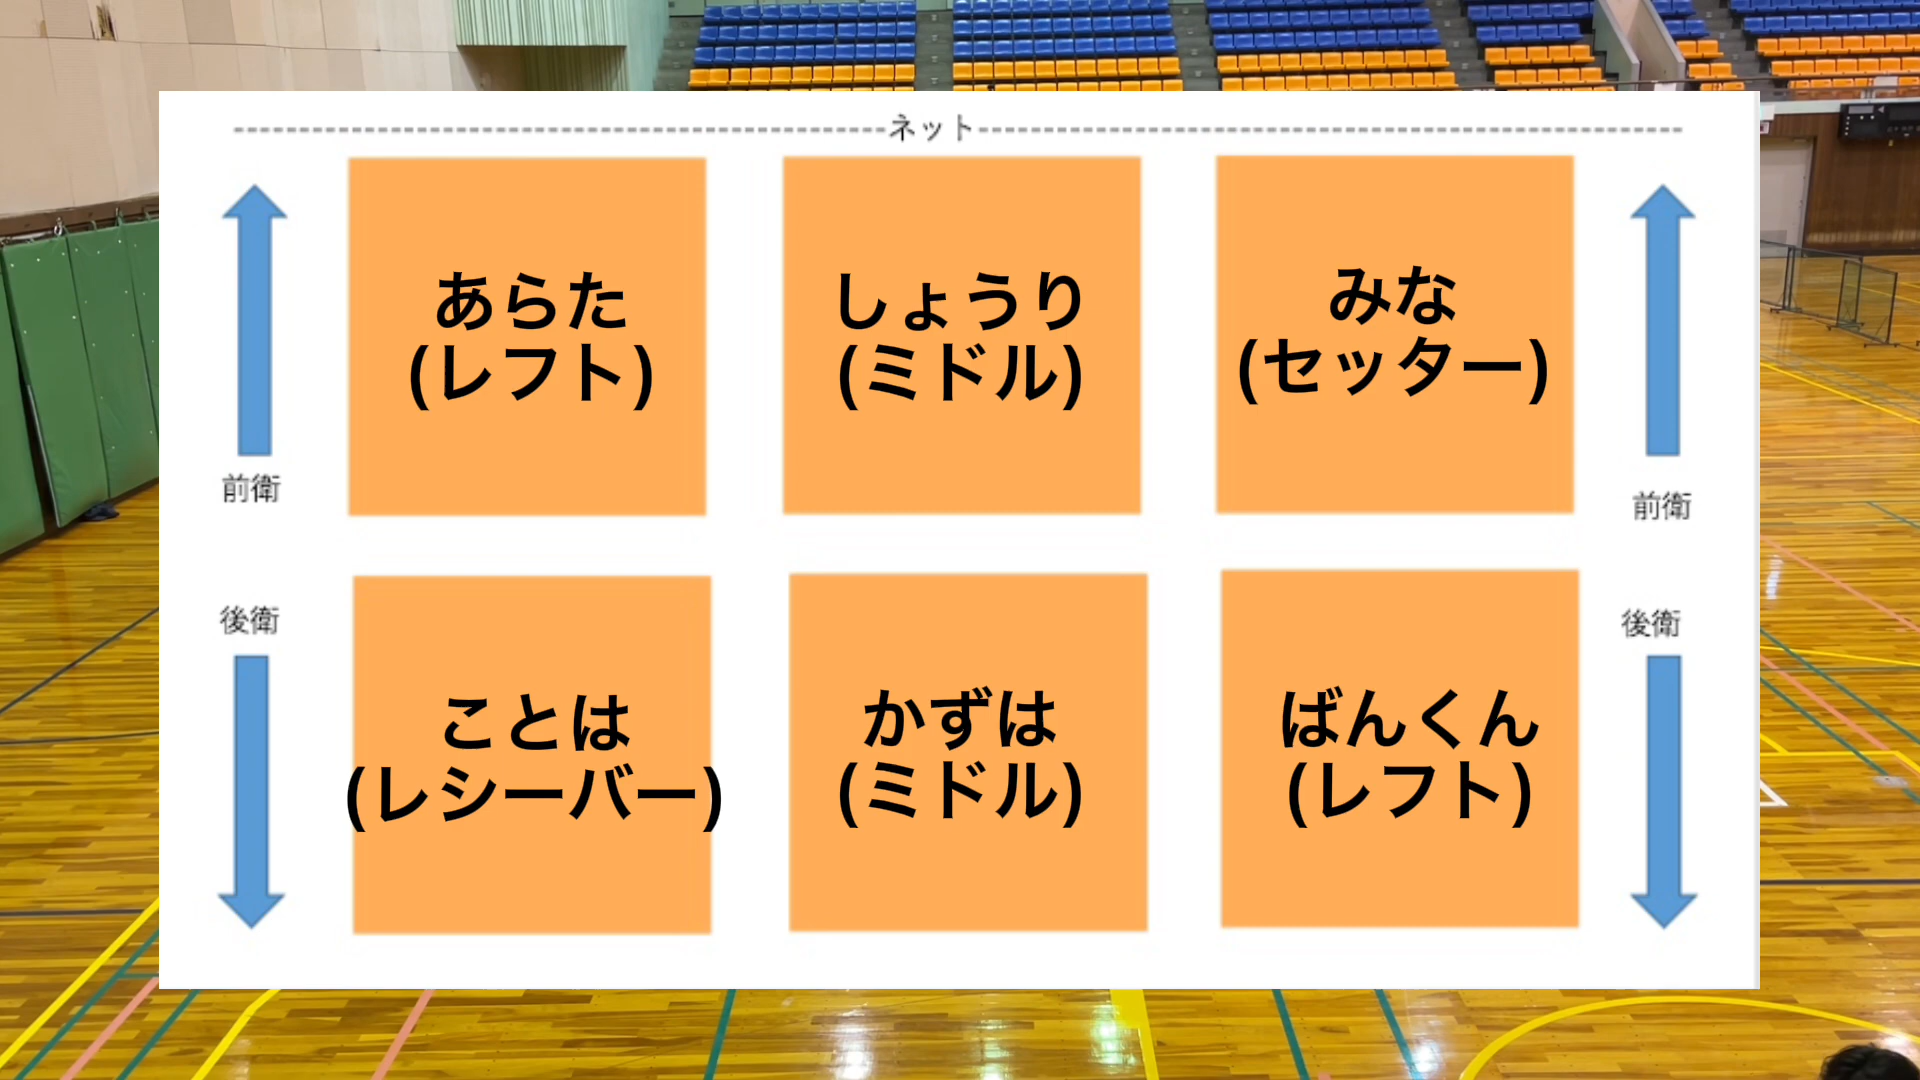 ネット
あらた
(レフト)
しょうり
(ミドル)
みな
(セッター)
前衛
前衛
後衛
後衛
ことは
(レシーバー)
かずは
(ミドル)
ばんくん
(レフト)